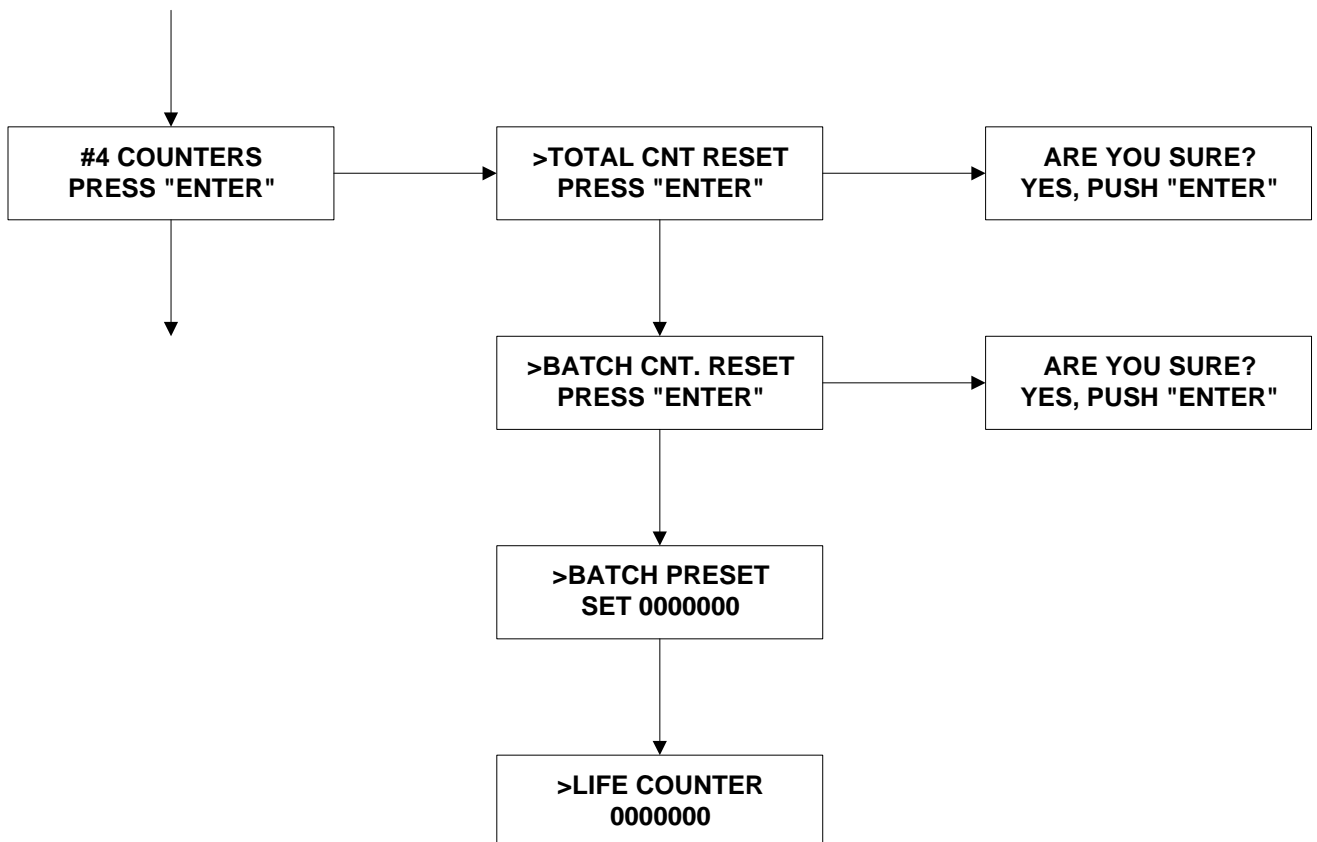 #4 COUNTERS
PRESS "ENTER"
>TOTAL CNT RESET
PRESS "ENTER"
ARE YOU SURE?
YES, PUSH "ENTER"
>BATCH CNT. RESET
PRESS "ENTER"
ARE YOU SURE?
YES, PUSH "ENTER"
>BATCH PRESET
SET 0000000
>LIFE COUNTER
0000000